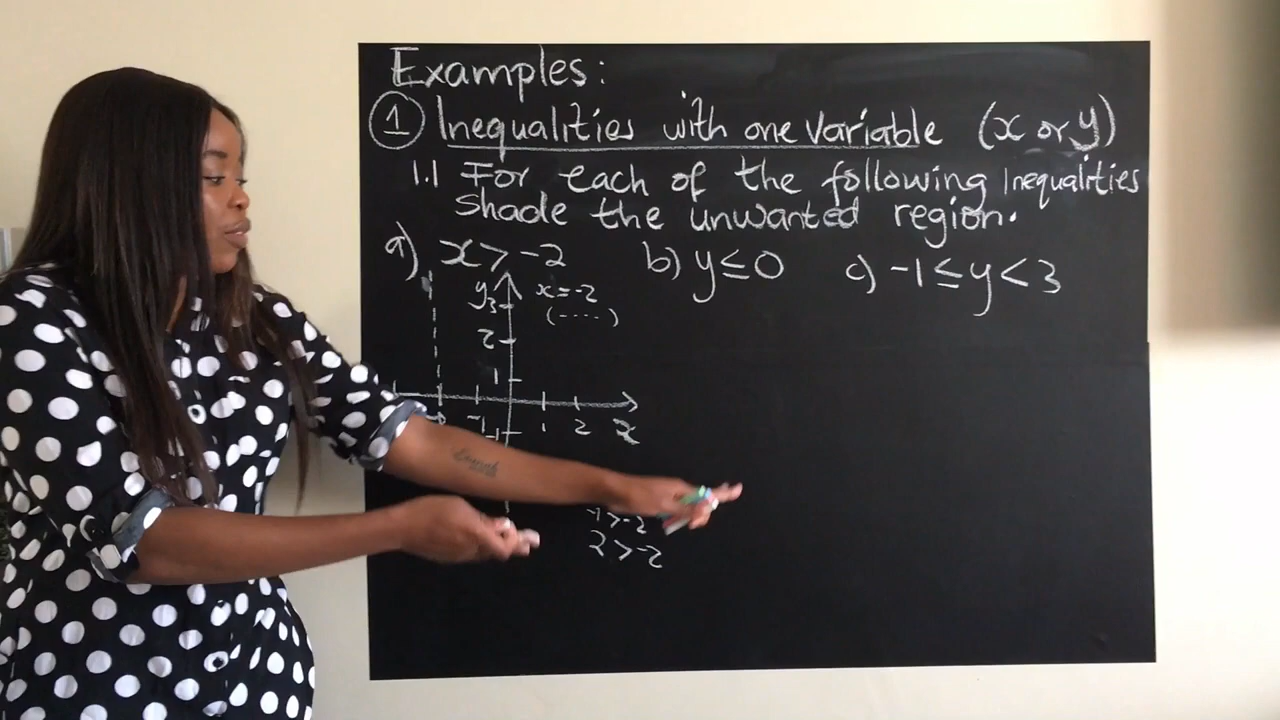 Examples:
① Inequalities with one variable (x or y)
1.1 For each of the following inequalities
shade the unwanted region.
a) x > -2 b) y ≤ 0 c) -1 ≤ y < 3
y x = -2
3 (----)
2
1
-1 1 2 x
-1
-1 > -2
2 > -2